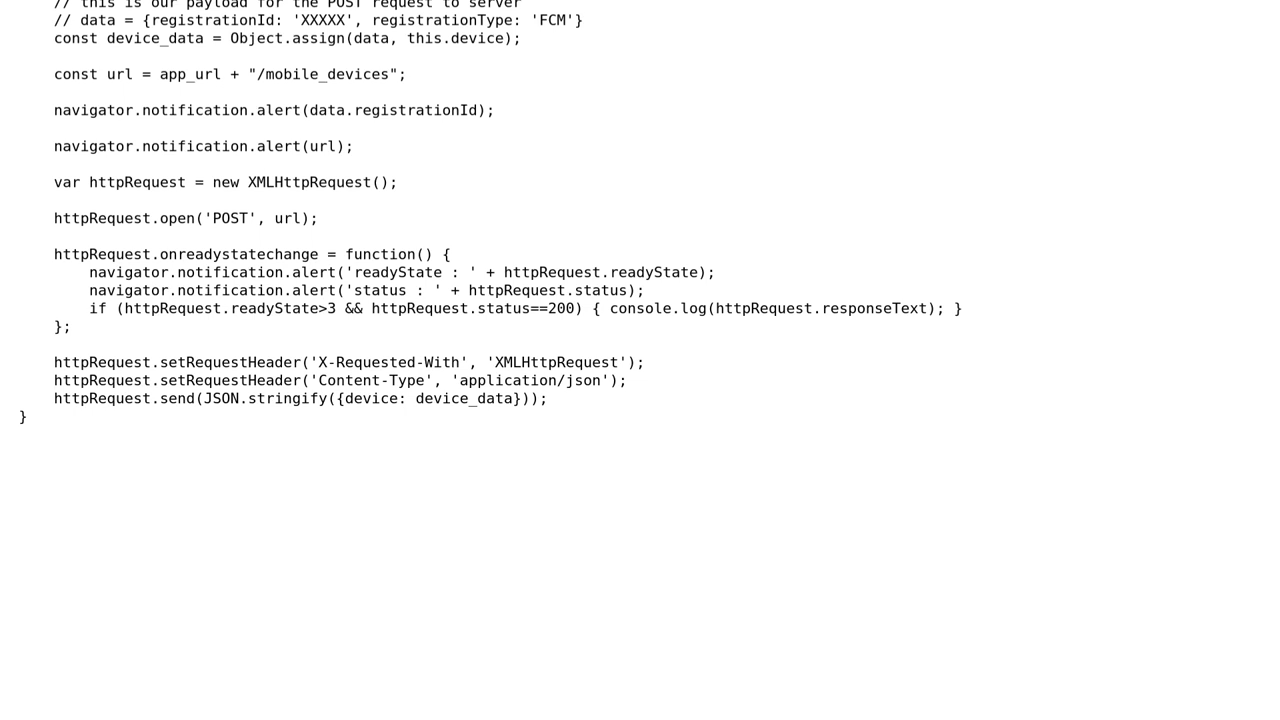 // this is our payload for the POST request to server
// data = {registrationId: 'XXXXX', registrationType: 'FCM'}
const device_data = Object.assign(data, this.device);
const url = app_url + "/mobile_devices";
navigator.notification.alert(data.registrationId);
navigator.notification.alert(url);
var httpRequest = new XMLHttpRequest();
httpRequest.open('POST', url);
httpRequest.onreadystatechange = function() {
navigator.notification.alert('readyState : ' + httpRequest.readyState);
navigator.notification.alert('status : ' + httpRequest.status);
if (httpRequest.readyState>3 && httpRequest.status==200) { console.log(httpRequest.responseText); }
};
httpRequest.setRequestHeader('X-Requested-With', 'XMLHttpRequest');
httpRequest.setRequestHeader('Content-Type', 'application/json');
httpRequest.send(JSON.stringify({device: device_data}));
}